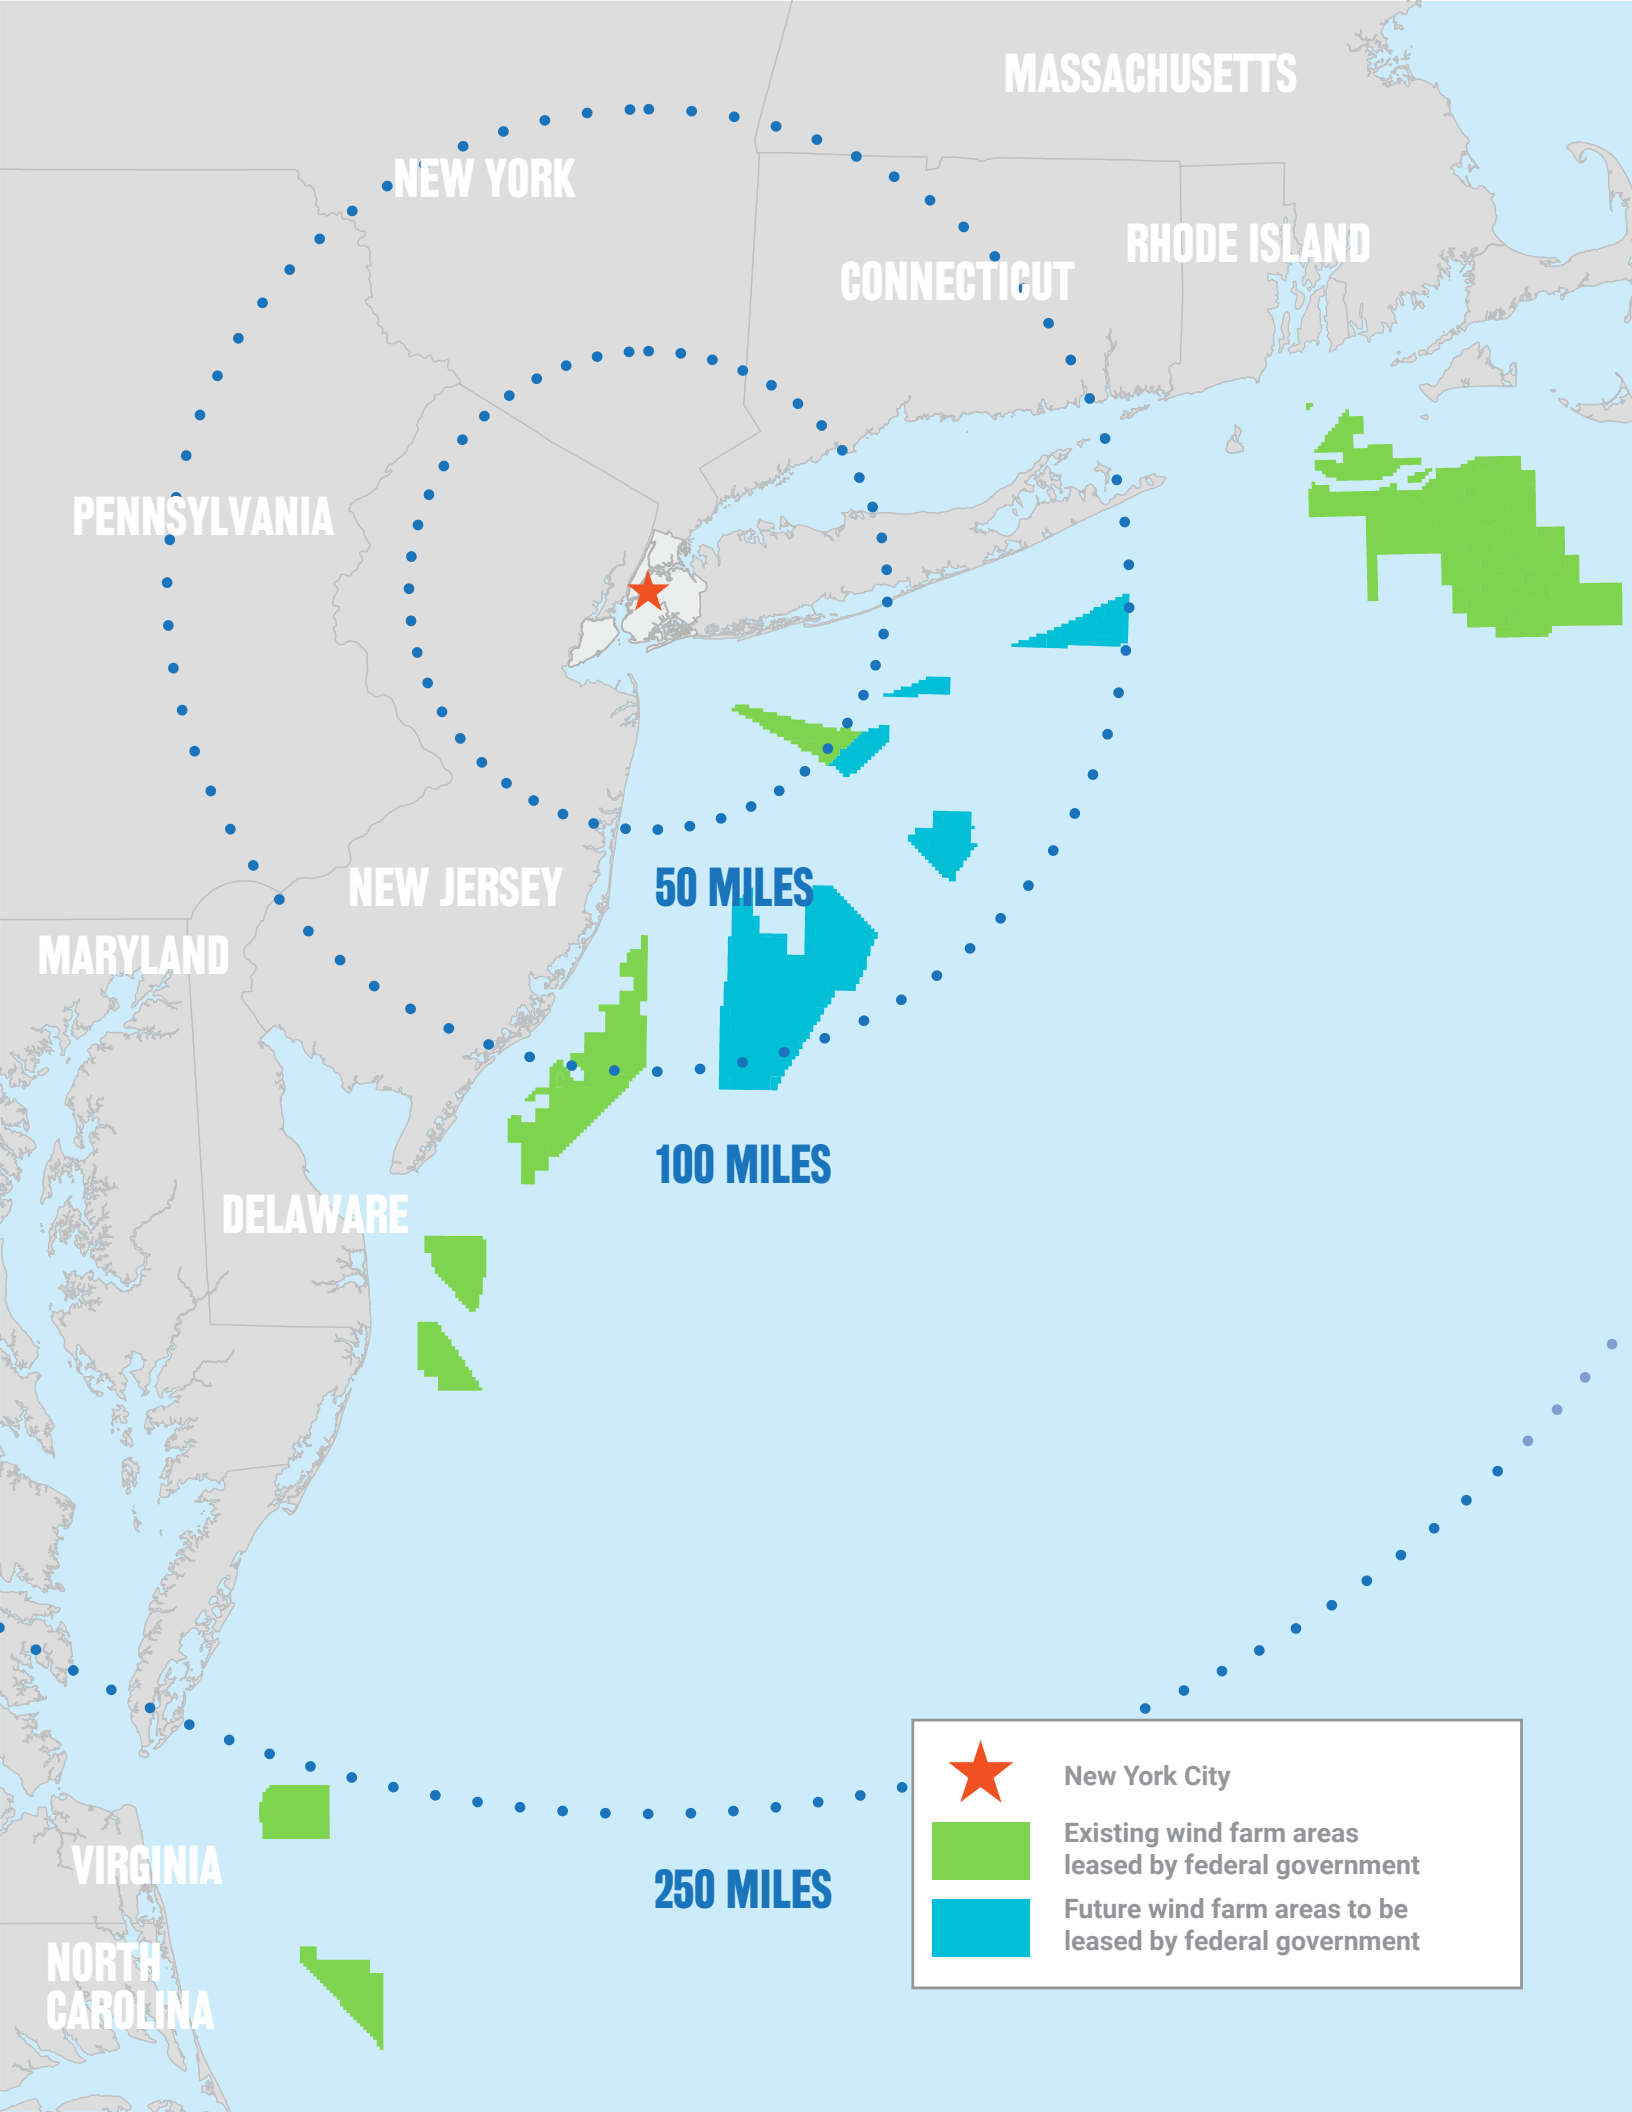 MASSACHUSETTS
NEW YORK
RHODE ISLAND
CONNECTICUT
PENNSYLVANIA
NEW JERSEY
50 MILES
MARYLAND
100 MILES
DELAWARE
New York City
Existing wind farm areas
leased by federal government
VIRGINIA
250 MILES
Future wind farm areas to be
leased by federal government
NORTH
CAROLINA